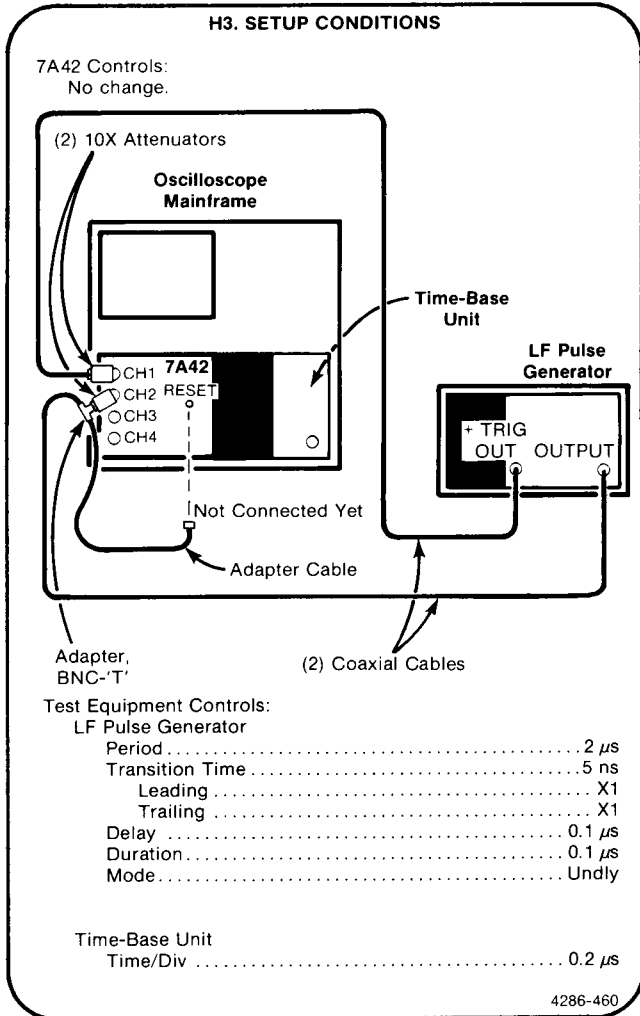 H3. SETUP CONDITIONS
7A42 Controls:
No change.
(2) 10X Attenuators
Oscilloscope
Mainframe
Time-Base
Unit
LF Pulse
Generator
CH1 7A42
CH2 RESET
CH3
CH4
+ TRIG
OUT OUTPUT
Not Connected Yet
Adapter Cable
Adapter,
BNC-'T'
(2) Coaxial Cables
Test Equipment Controls:
LF Pulse Generator
Period ........ 2 μs
Transition Time ........ 5 ns
Leading ........ X1
Trailing ........ X1
Delay ........ 0.1 μs
Duration ........ 0.1 μs
Mode ........ Undly
Time-Base Unit
Time/Div ........ 0.2 μs
4286-460